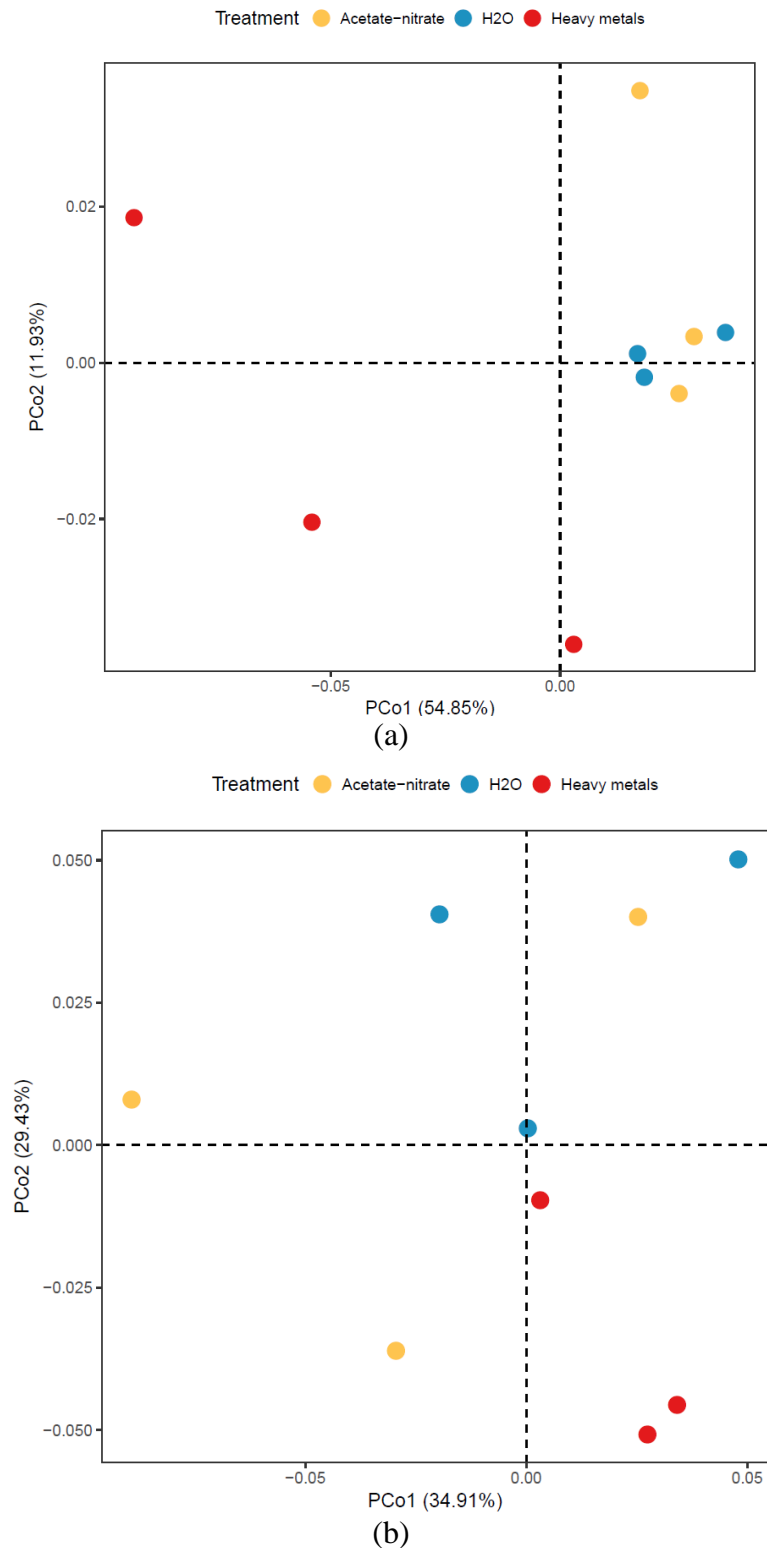 Treatment Acetate−nitrate H2O Heavy metals
0.02
0.00
−0.02
PCo2 (11.93%)
−0.05 0.00
PCo1 (54.85%)
(a)
Treatment Acetate−nitrate H2O Heavy metals
0.050
0.025
0.000
−0.025
−0.050
PCo2 (29.43%)
−0.05 0.00 0.05
PCo1 (34.91%)
(b)